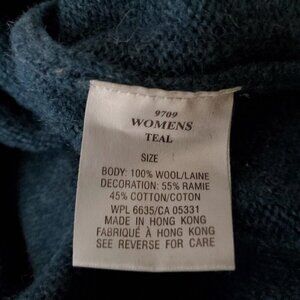 9709
WOMENS
TEAL
SIZE
BODY: 100% WOOL/LAINE
DECORATION: 55% RAMIE
45% COTTON/COTON
WPL 6635/CA 05331
MADE IN HONG KONG
FABRIQUÉ À HONG KONG
SEE REVERSE FOR CARE